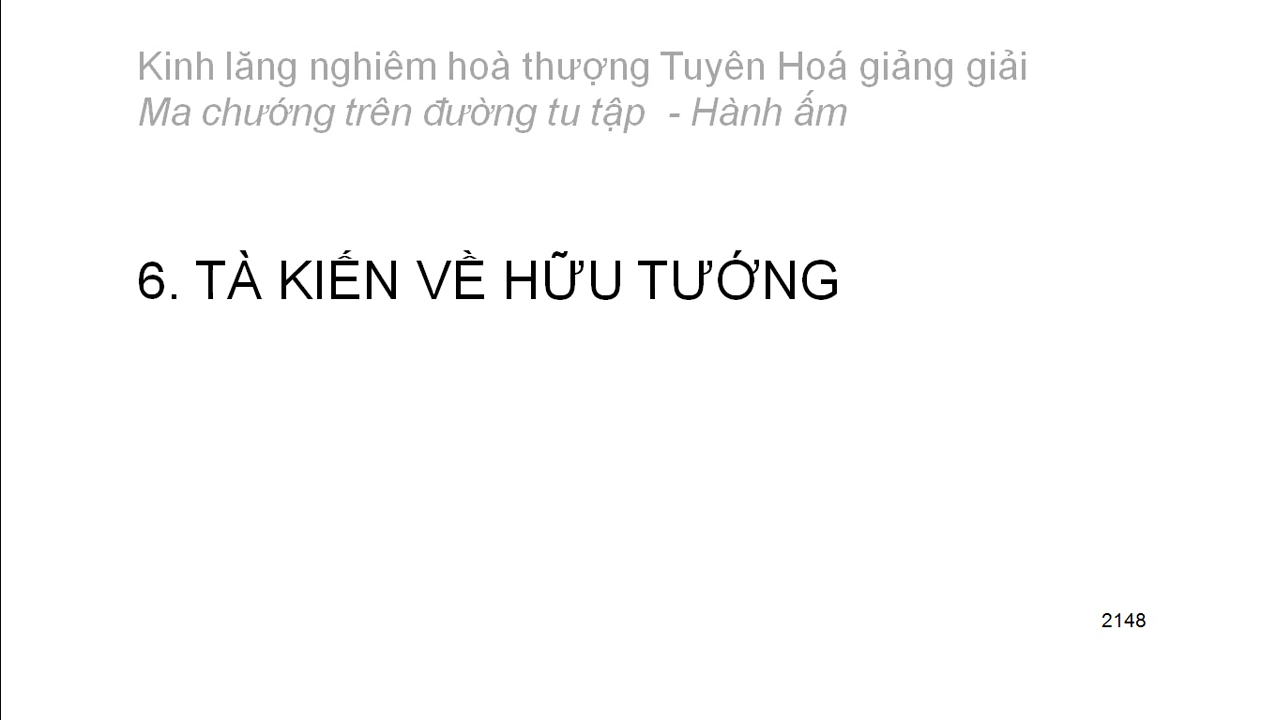 Kinh lăng nghiêm hoà thượng Tuyên Hoá giảng giải
Ma chướng trên đường tu tập - Hành ấm
6. TÀ KIẾN VỀ HỮU TƯỚNG
2148